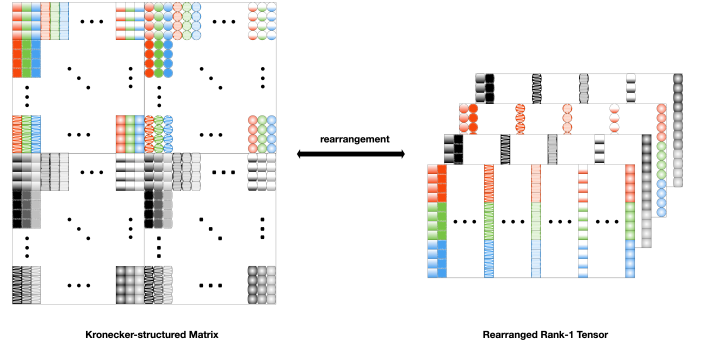 rearrangement
Kronecker-structured Matrix
Rearranged Rank-1 Tensor